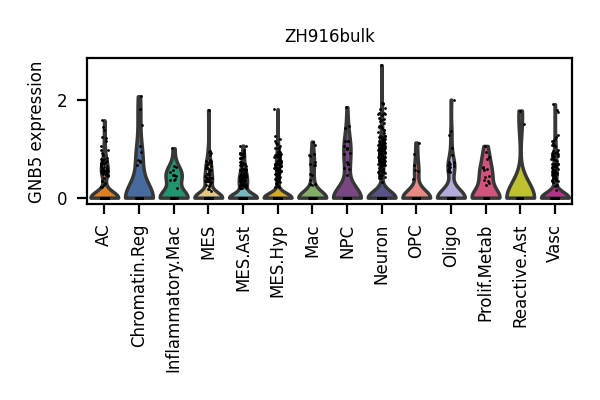 ZH916bulk
GNB5 expression
2
0
AC
Chromatin.Reg
Inflammatory.Mac
MES
MES.Ast
MES.Hyp
Mac
NPC
Neuron
OPC
Oligo
Prolif.Metab
Reactive.Ast
Vasc